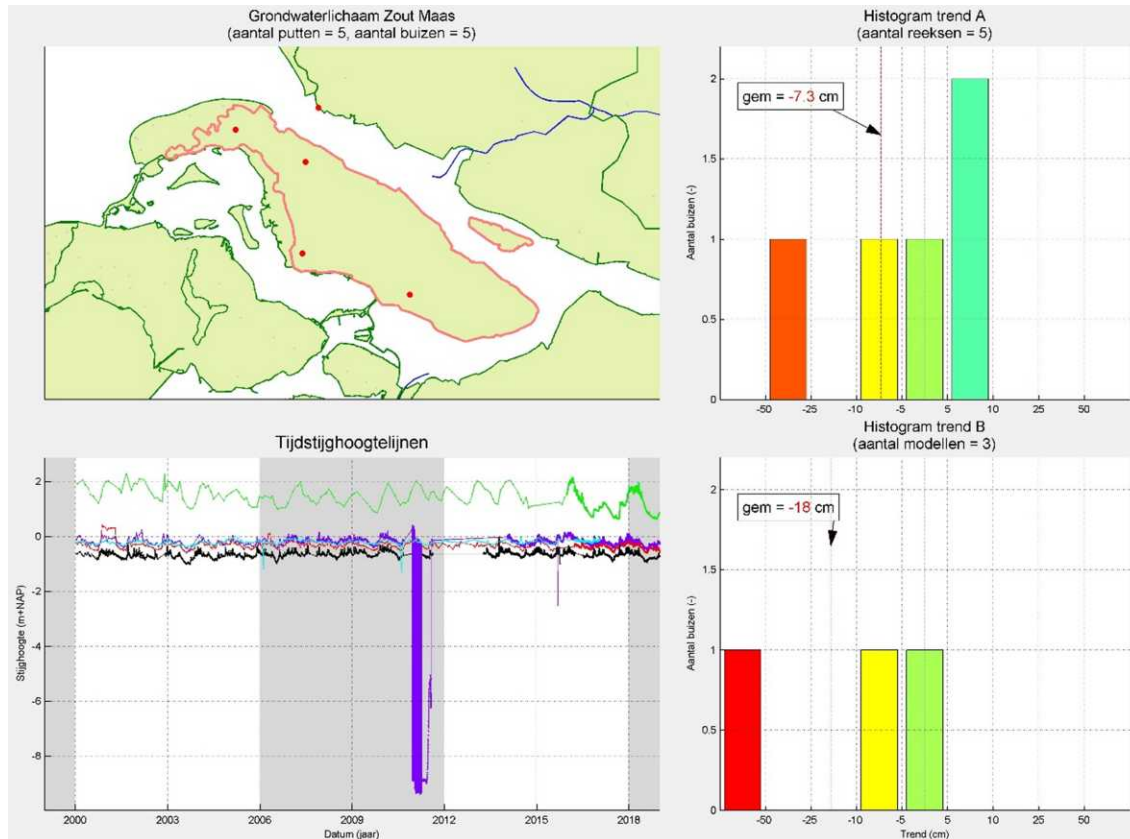 Grondwaterlichaam Zout Maas
(aantal putten = 5, aantal buizen = 5)
Histogram trend A
(aantal reeksen = 5)
gem = -7.3 cm
Aantal buizen (-)
2
1.5
1
0.5
0
-50 -25 -10 -5 5 10 25 50
Tijdstijghoogtelijnen
Stijghoogte (m+NAP)
2
0
-2
-4
-6
-8
2000 2003 2006 2009 2012 2015 2018
Datum (jaar)
Histogram trend B
(aantal modellen = 3)
gem = -18 cm
Aantal buizen (-)
2
1.5
1
0.5
0
-50 -25 -10 -5 5 10 25 50
Trend (cm)